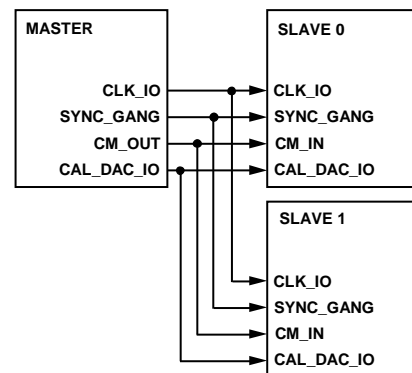 MASTER
CLK_IO
SYNC_GANG
CM_OUT
CAL_DAC_IO
SLAVE 0
CLK_IO
SYNC_GANG
CM_IN
CAL_DAC_IO
SLAVE 1
CLK_IO
SYNC_GANG
CM_IN
CAL_DAC_IO